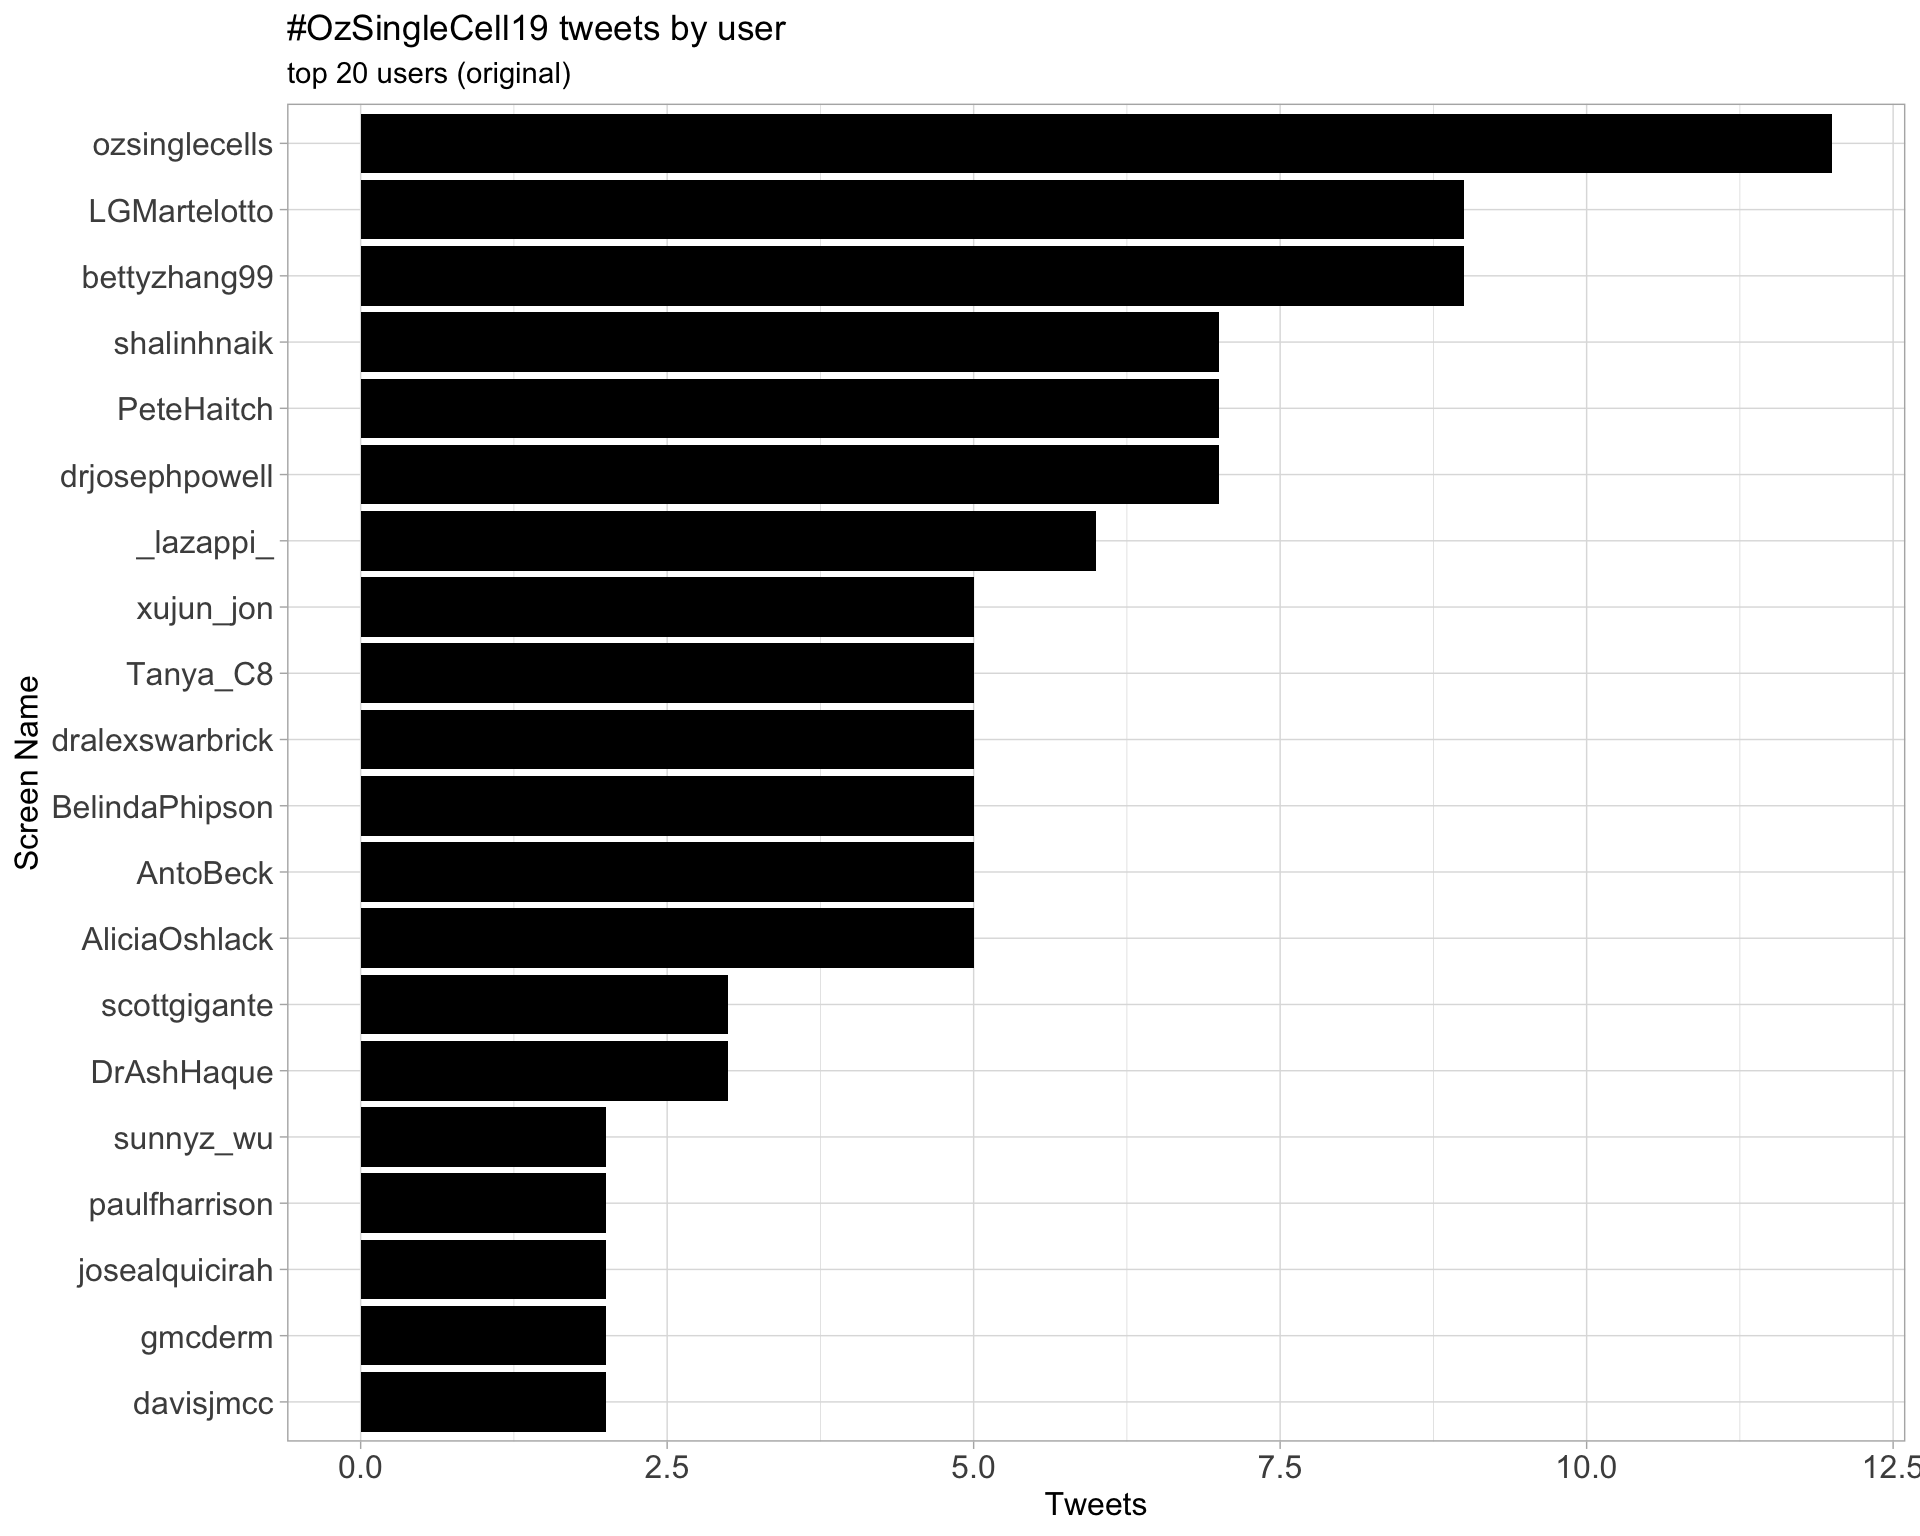 #OzSingleCell19 tweets by user
top 20 users (original)
ozsinglecells
LGMartelotto
bettyzhang99
shalinhnaik
PeteHaitch
drjosephpowell
_lazappi_
xujun_jon
Tanya_C8
dralexswarbrick
BelindaPhipson
AntoBeck
AliciaOshlack
scottgigante
DrAshHaque
sunnyz_wu
paulfharrison
josealquicirah
gmcderm
davisjmcc
Screen Name
0.0 2.5 5.0 7.5 10.0 12.5
Tweets